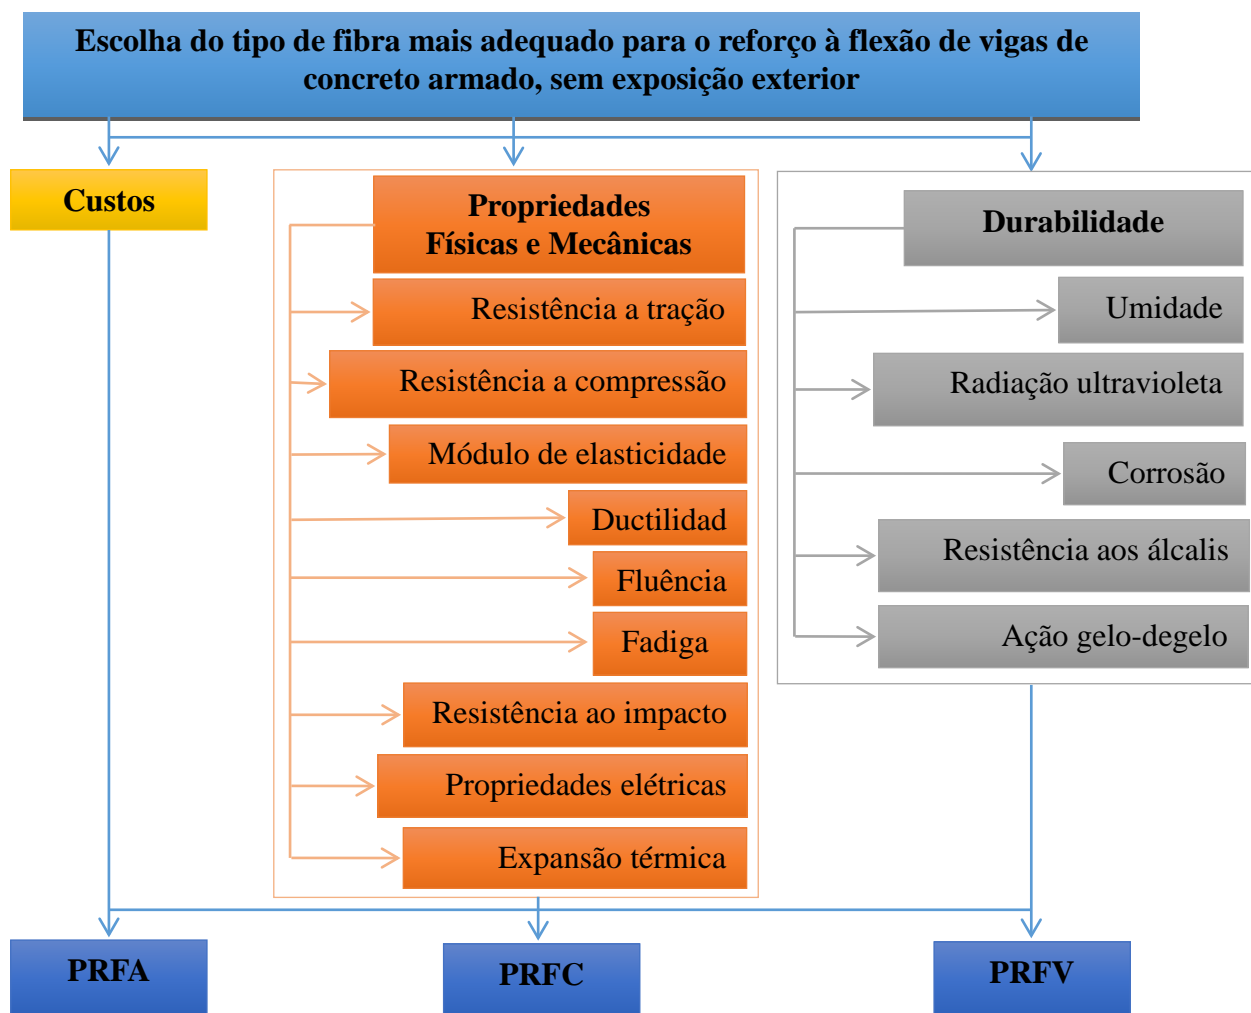 Escolha do tipo de fibra mais adequado para o reforço à flexão de vigas de
concreto armado, sem exposição exterior
Custos
Propriedades
Físicas e Mecânicas
Resistência a tração
Resistência a compressão
Módulo de elasticidade
Ductilidad
Fluência
Fadiga
Resistência ao impacto
Propriedades elétricas
Expansão térmica
Durabilidade
Umidade
Radiação ultravioleta
Corrosão
Resistência aos álcalis
Ação gelo-degelo
PRFA
PRFC
PRFV